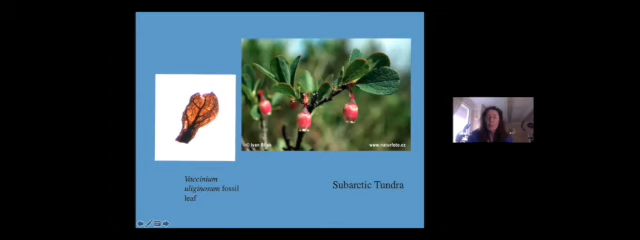 www.naturfoto.cz
Vaccinium
uliginosum fossil
leaf
Subarctic Tundra